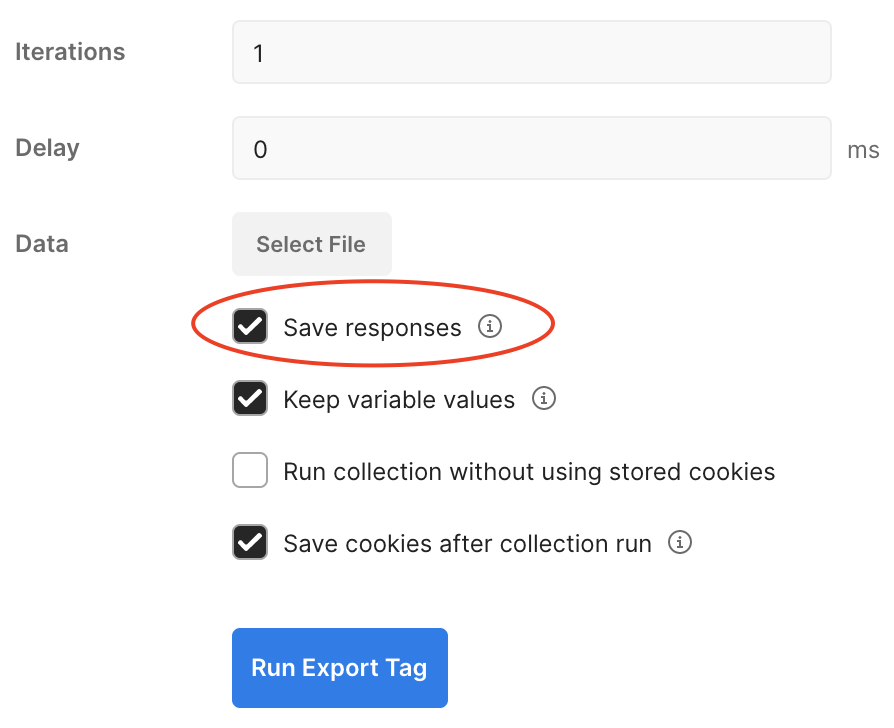 Iterations
1
Delay
0
ms
Data
Select File
Save responses
Keep variable values
Run collection without using stored cookies
Save cookies after collection run
Run Export Tag